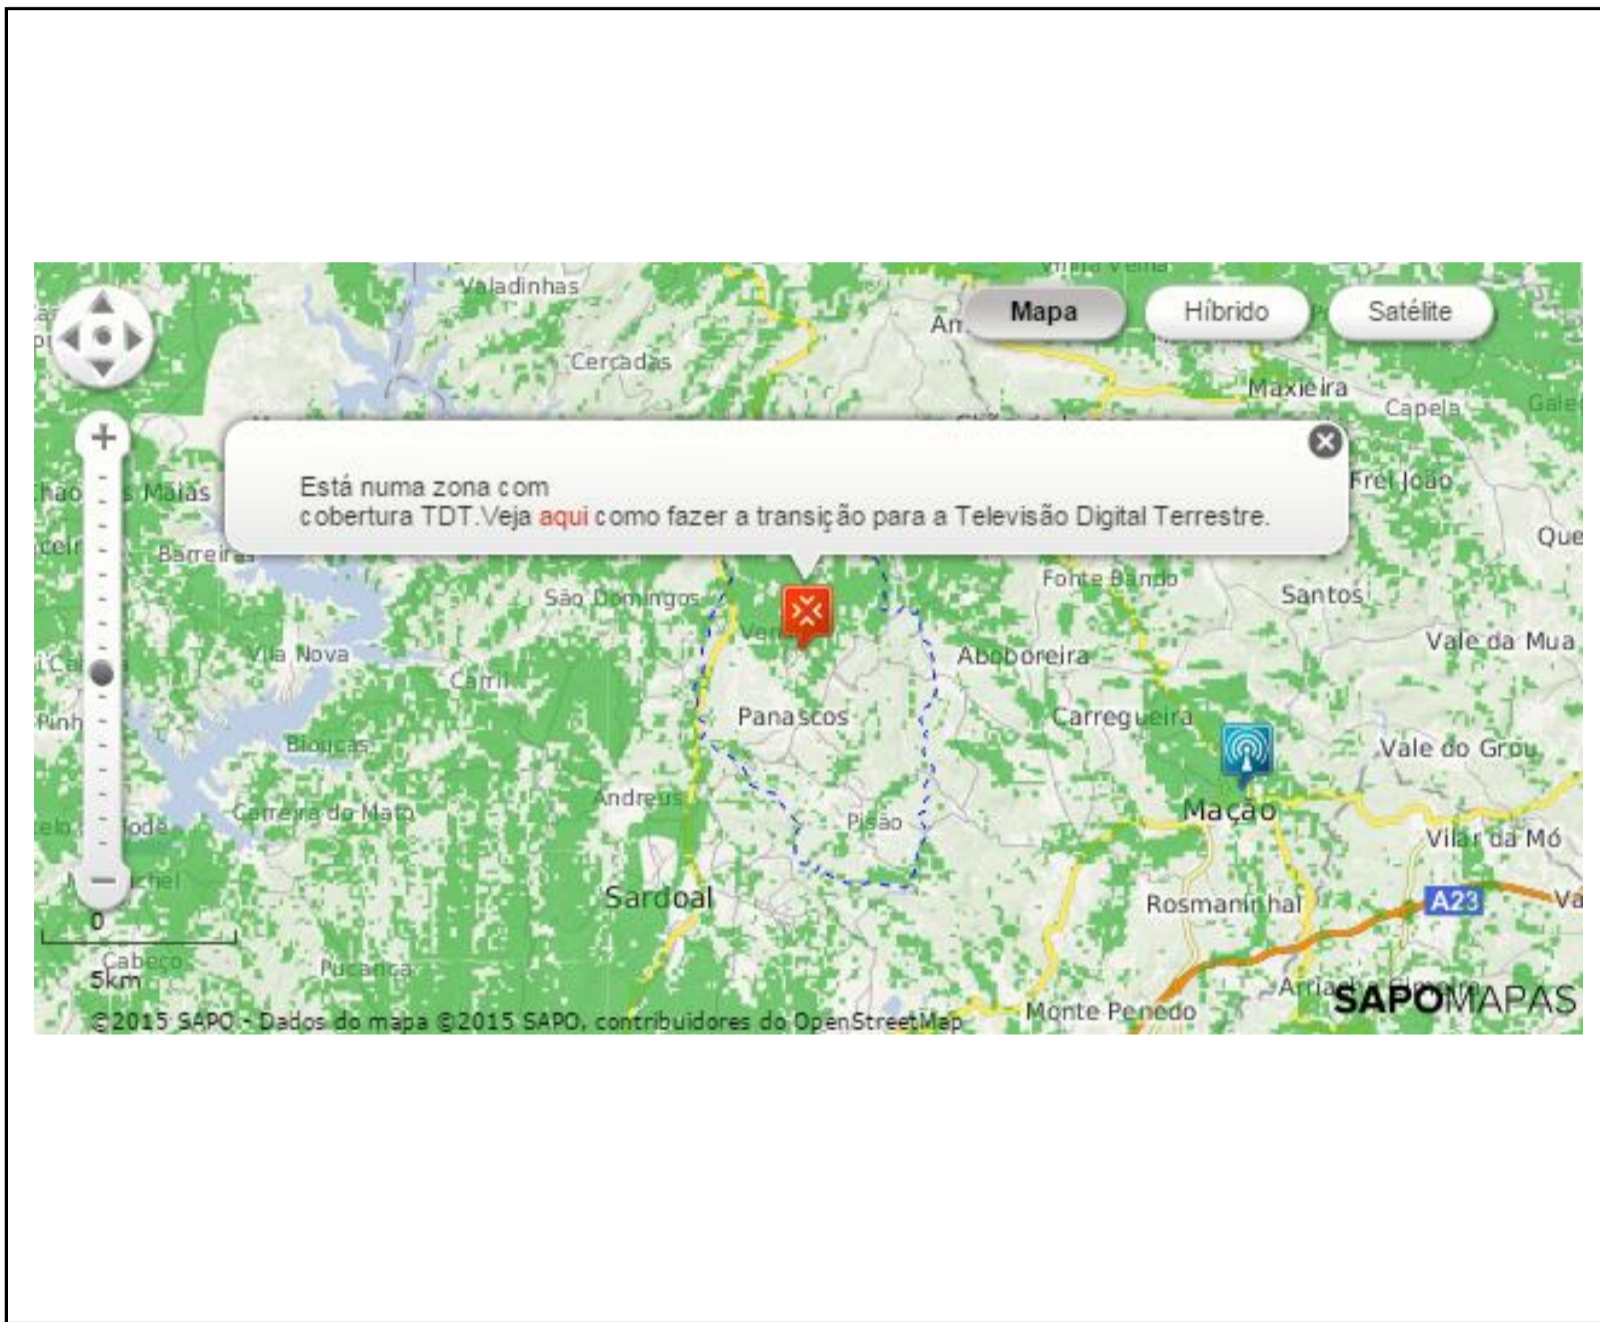 Valadinhas
Mapa
Híbrido
Satélite
Cercadas
Maxieira
Capela
Está numa zona com
cobertura TDT.Veja aqui como fazer a transição para a Televisão Digital Terrestre.
Frei João
Maias
Barreiras
São Domingos
Fonte Bando
Santos
Vale da Mua
Vila Nova
Aboboreira
Carril
Panascos
Carregueira
Vale do Grou
Bioucas
Andreus
Carreira do Mato
Mação
Pisão
Vilar da Mó
Sardoal
Rosmaninhal
A23
0
5km
Cabeço
Pucança
Monte Penedo
SAPOMAPAS
©2015 SAPO - Dados do mapa ©2015 SAPO, contribuidores do OpenStreetMap